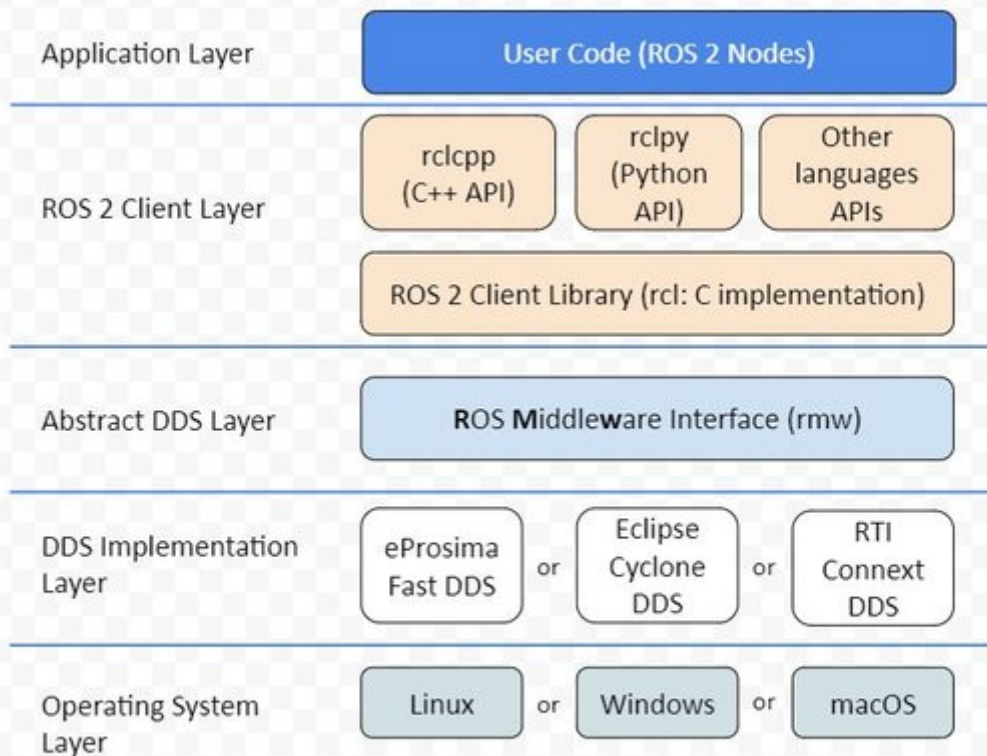 Application Layer
User Code (ROS 2 Nodes)
ROS 2 Client Layer
rclcpp
(C++ API)
rclpy
(Python
API)
Other
languages
APIs
ROS 2 Client Library (rcl: C implementation)
Abstract DDS Layer
ROS Middleware Interface (rmw)
DDS Implementation
Layer
eProsima
Fast DDS
or
Eclipse
Cyclone
DDS
or
RTI
Connext
DDS
Operating System
Layer
Linux
or
Windows
or
macOS